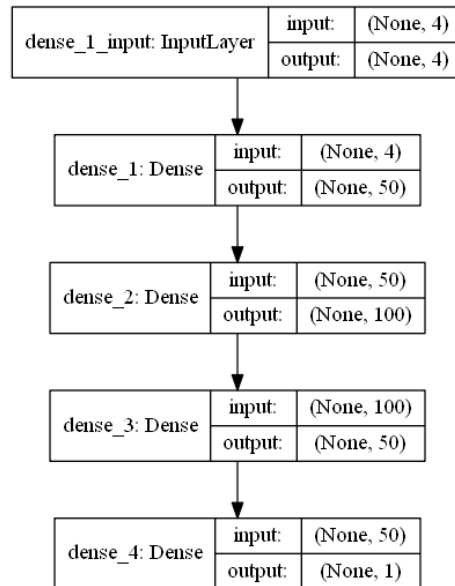 dense_1_input: InputLayer
input: (None, 4)
output: (None, 4)
dense_1: Dense
input: (None, 4)
output: (None, 50)
dense_2: Dense
input: (None, 50)
output: (None, 100)
dense_3: Dense
input: (None, 100)
output: (None, 50)
dense_4: Dense
input: (None, 50)
output: (None, 1)